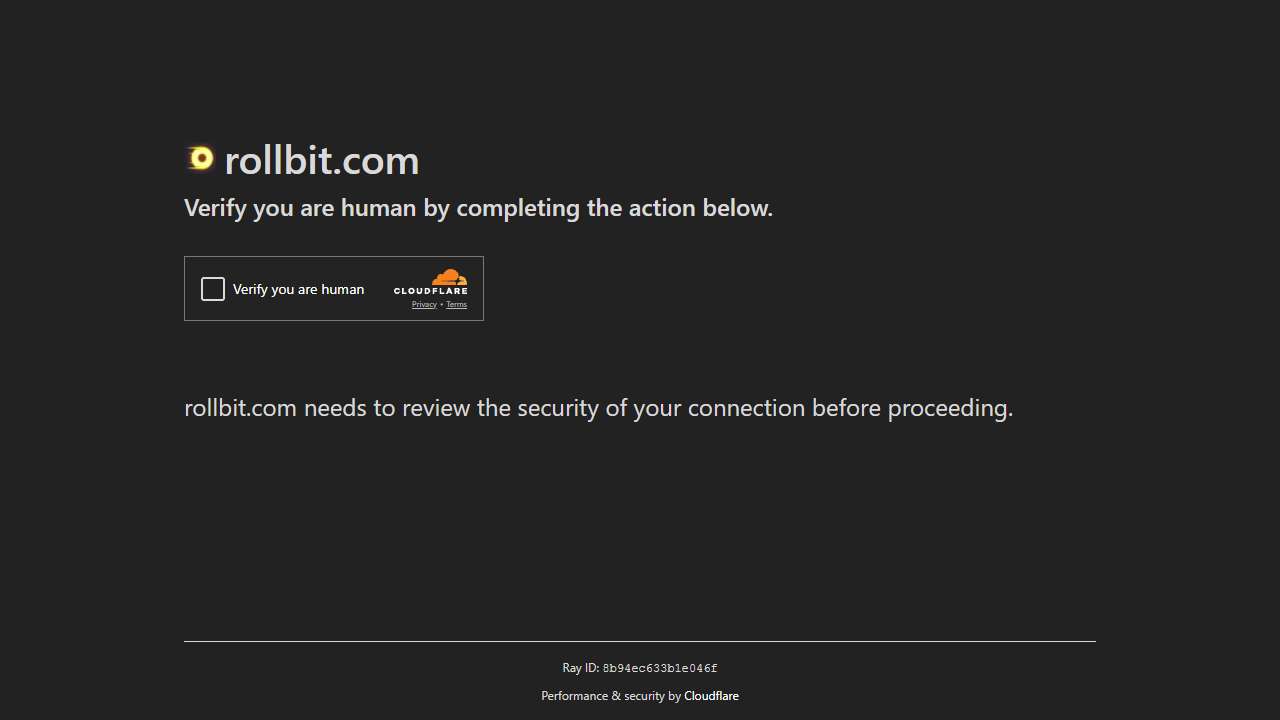 rollbit.com
Verify you are human by completing the action below.
Verify you are human
CLOUDFLARE
Privacy • Terms
rollbit.com needs to review the security of your connection before proceeding.
Ray ID: 8b94ec633b1e046f
Performance & security by Cloudflare